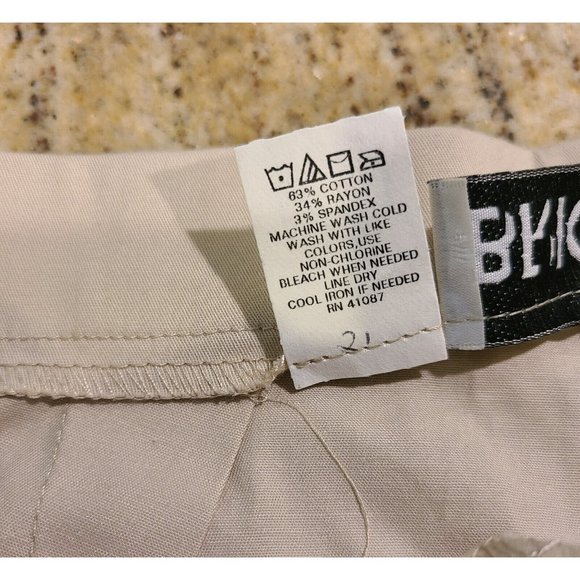 63% COTTON
34% RAYON
3% SPANDEX
MACHINE WASH COLD
WASH WITH LIKE
COLORS,USE
NON-CHLORINE
BLEACH WHEN NEEDED
LINE DRY
COOL IRON IF NEEDED
RN 41087
21